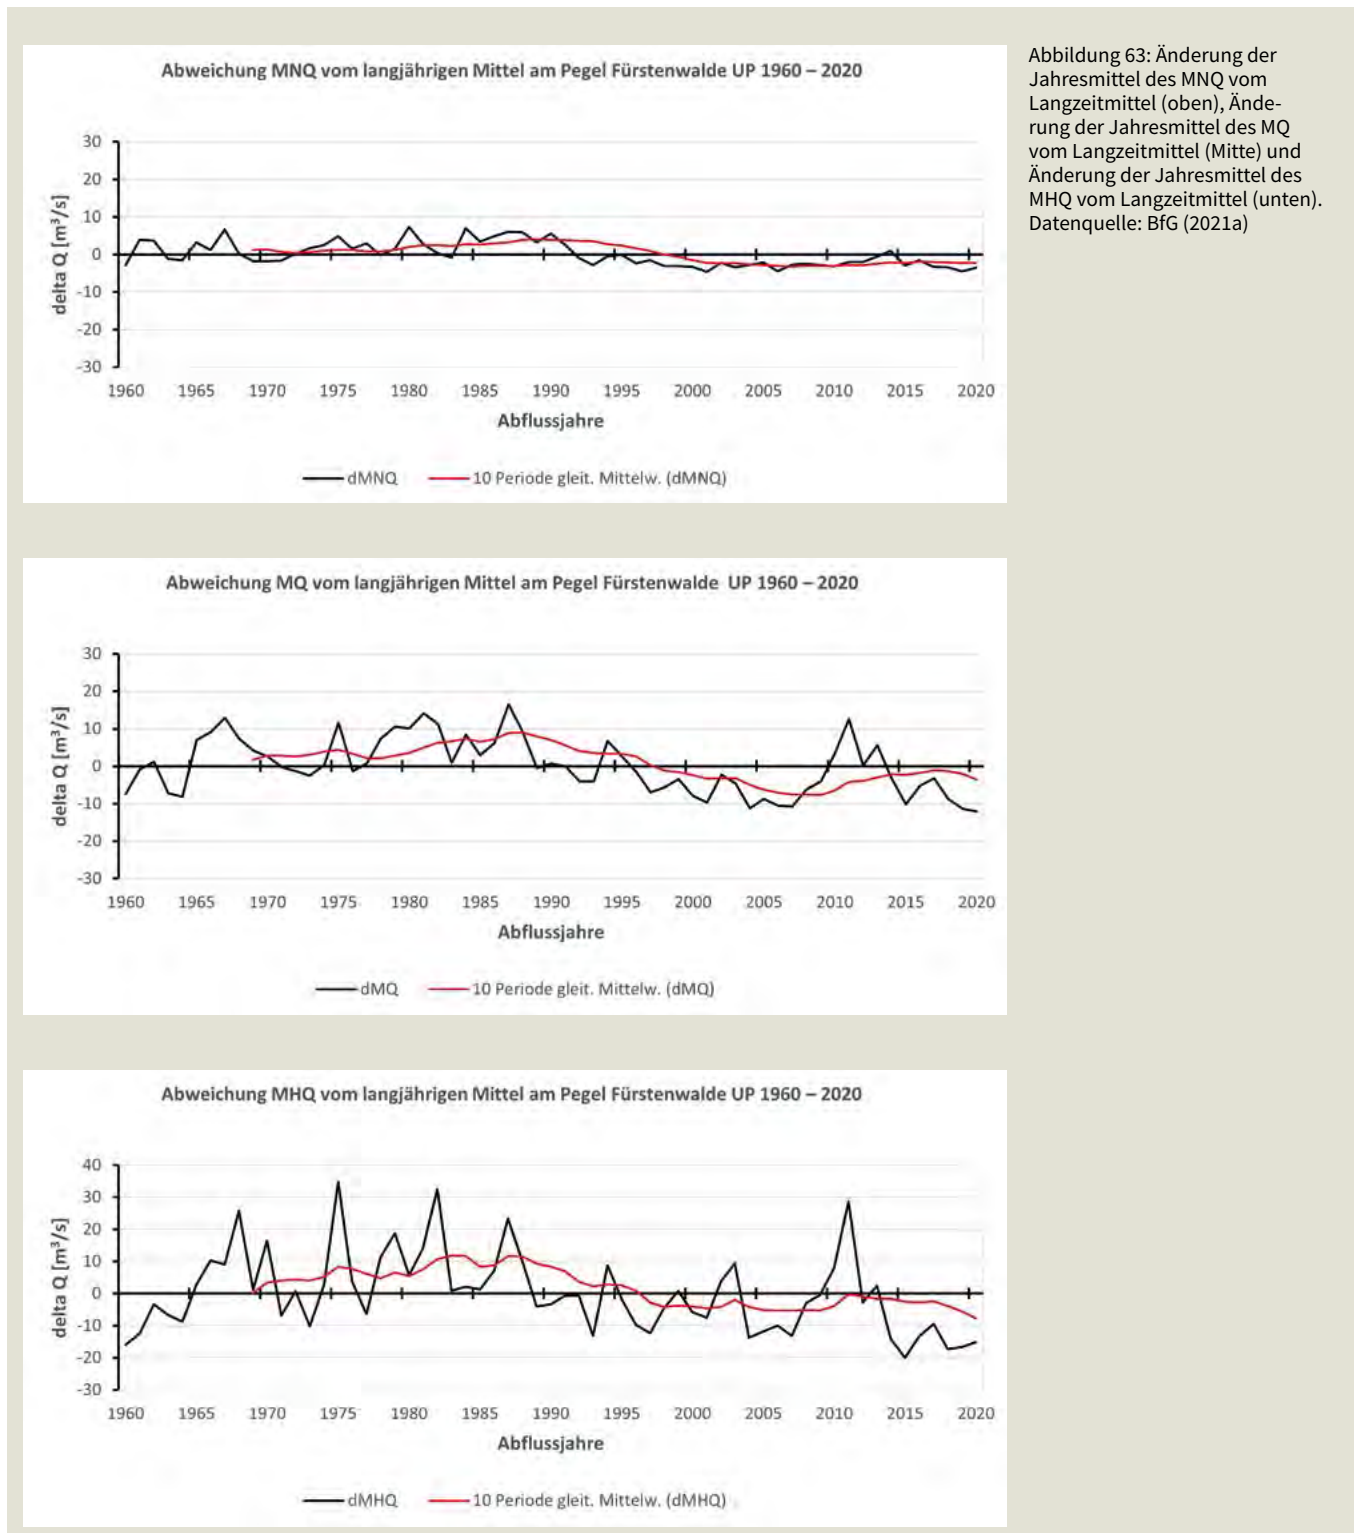 Abweichung MNQ vom langjährigen Mittel am Pegel Fürstenwalde UP 1960 – 2020
30
20
10
0
-10
-20
-30
delta Q [m³/s]
1960 1965 1970 1975 1980 1985 1990 1995 2000 2005 2010 2015 2020
Abflussjahre
dMNQ 10 Periode gleit. Mittelw. (dMNQ)
Abbildung 63: Änderung der
Jahresmittel des MNQ vom
Langzeitmittel (oben), Ände-
rung der Jahresmittel des MQ
vom Langzeitmittel (Mitte) und
Änderung der Jahresmittel des
MHQ vom Langzeitmittel (unten).
Datenquelle: BfG (2021a)
Abweichung MQ vom langjährigen Mittel am Pegel Fürstenwalde UP 1960 – 2020
30
20
10
0
-10
-20
-30
delta Q [m³/s]
1960 1965 1970 1975 1980 1985 1990 1995 2000 2005 2010 2015 2020
Abflussjahre
dMQ 10 Periode gleit. Mittelw. (dMQ)
Abweichung MHQ vom langjährigen Mittel am Pegel Fürstenwalde UP 1960 – 2020
40
30
20
10
0
-10
-20
-30
delta Q [m³/s]
1960 1965 1970 1975 1980 1985 1990 1995 2000 2005 2010 2015 2020
Abflussjahre
dMHQ 10 Periode gleit. Mittelw. (dMHQ)